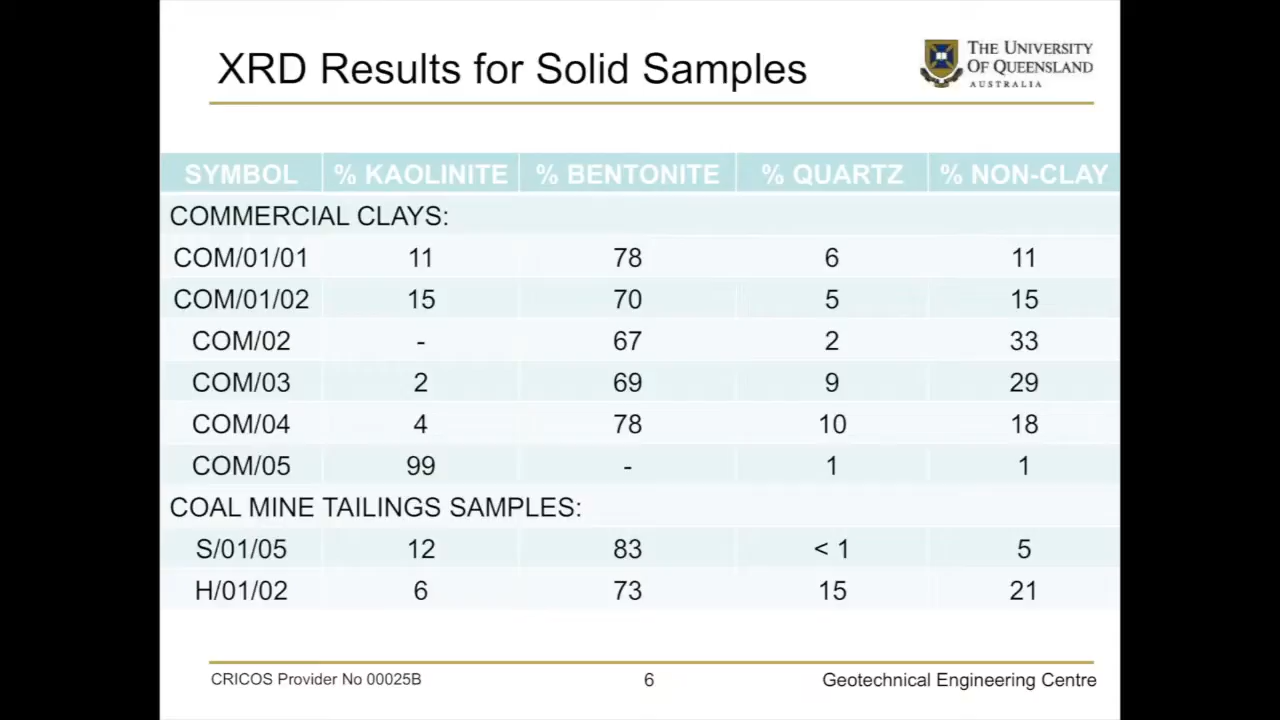 XRD Results for Solid Samples
THE UNIVERSITY
OF QUEENSLAND
AUSTRALIA
SYMBOL % KAOLINITE % BENTONITE % QUARTZ % NON-CLAY
COMMERCIAL CLAYS:
COM/01/01 11 78 6 11
COM/01/02 15 70 5 15
COM/02 - 67 2 33
COM/03 2 69 9 29
COM/04 4 78 10 18
COM/05 99 - 1 1
COAL MINE TAILINGS SAMPLES:
S/01/05 12 83 < 1 5
H/01/02 6 73 15 21
CRICOS Provider No 00025B 6 Geotechnical Engineering Centre